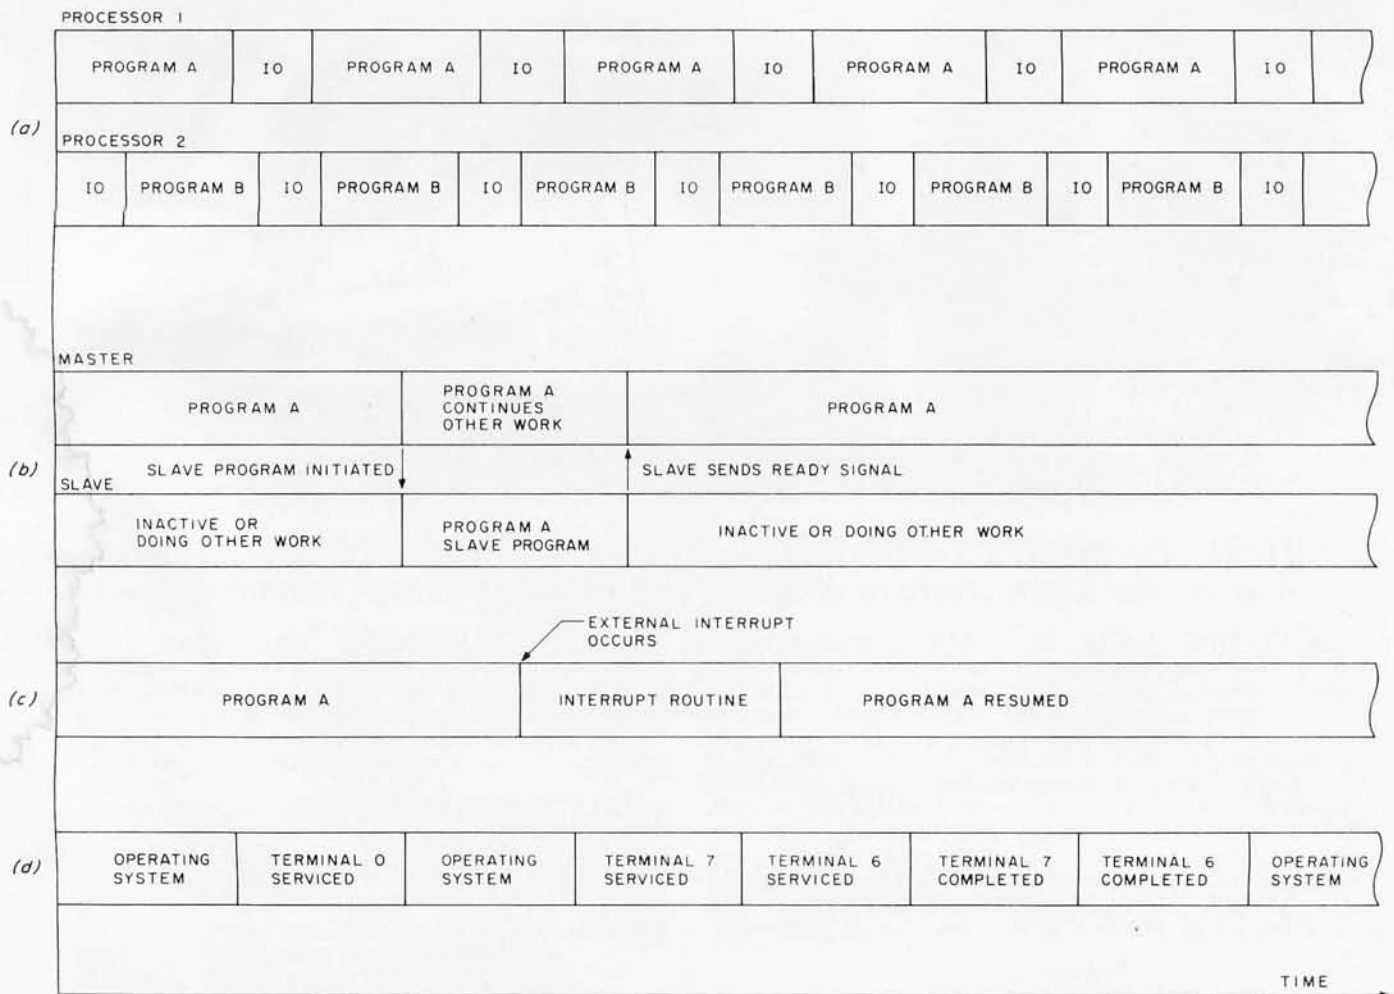 PROCESSOR 1
PROGRAM A IO PROGRAM A IO PROGRAM A IO PROGRAM A IO PROGRAM A IO
(a)
PROCESSOR 2
IO PROGRAM B IO PROGRAM B IO PROGRAM B IO PROGRAM B IO PROGRAM B IO PROGRAM B IO
MASTER
PROGRAM A
PROGRAM A
CONTINUES
OTHER WORK
PROGRAM A
(b)
SLAVE PROGRAM INITIATED
SLAVE SENDS READY SIGNAL
SLAVE
INACTIVE OR
DOING OTHER WORK
PROGRAM A
SLAVE PROGRAM
INACTIVE OR DOING OTHER WORK
EXTERNAL INTERRUPT
OCCURS
(c)
PROGRAM A
INTERRUPT ROUTINE
PROGRAM A RESUMED
(d)
OPERATING
SYSTEM
TERMINAL 0
SERVICED
OPERATING
SYSTEM
TERMINAL 7
SERVICED
TERMINAL 6
SERVICED
TERMINAL 7
COMPLETED
TERMINAL 6
COMPLETED
OPERATING
SYSTEM
TIME